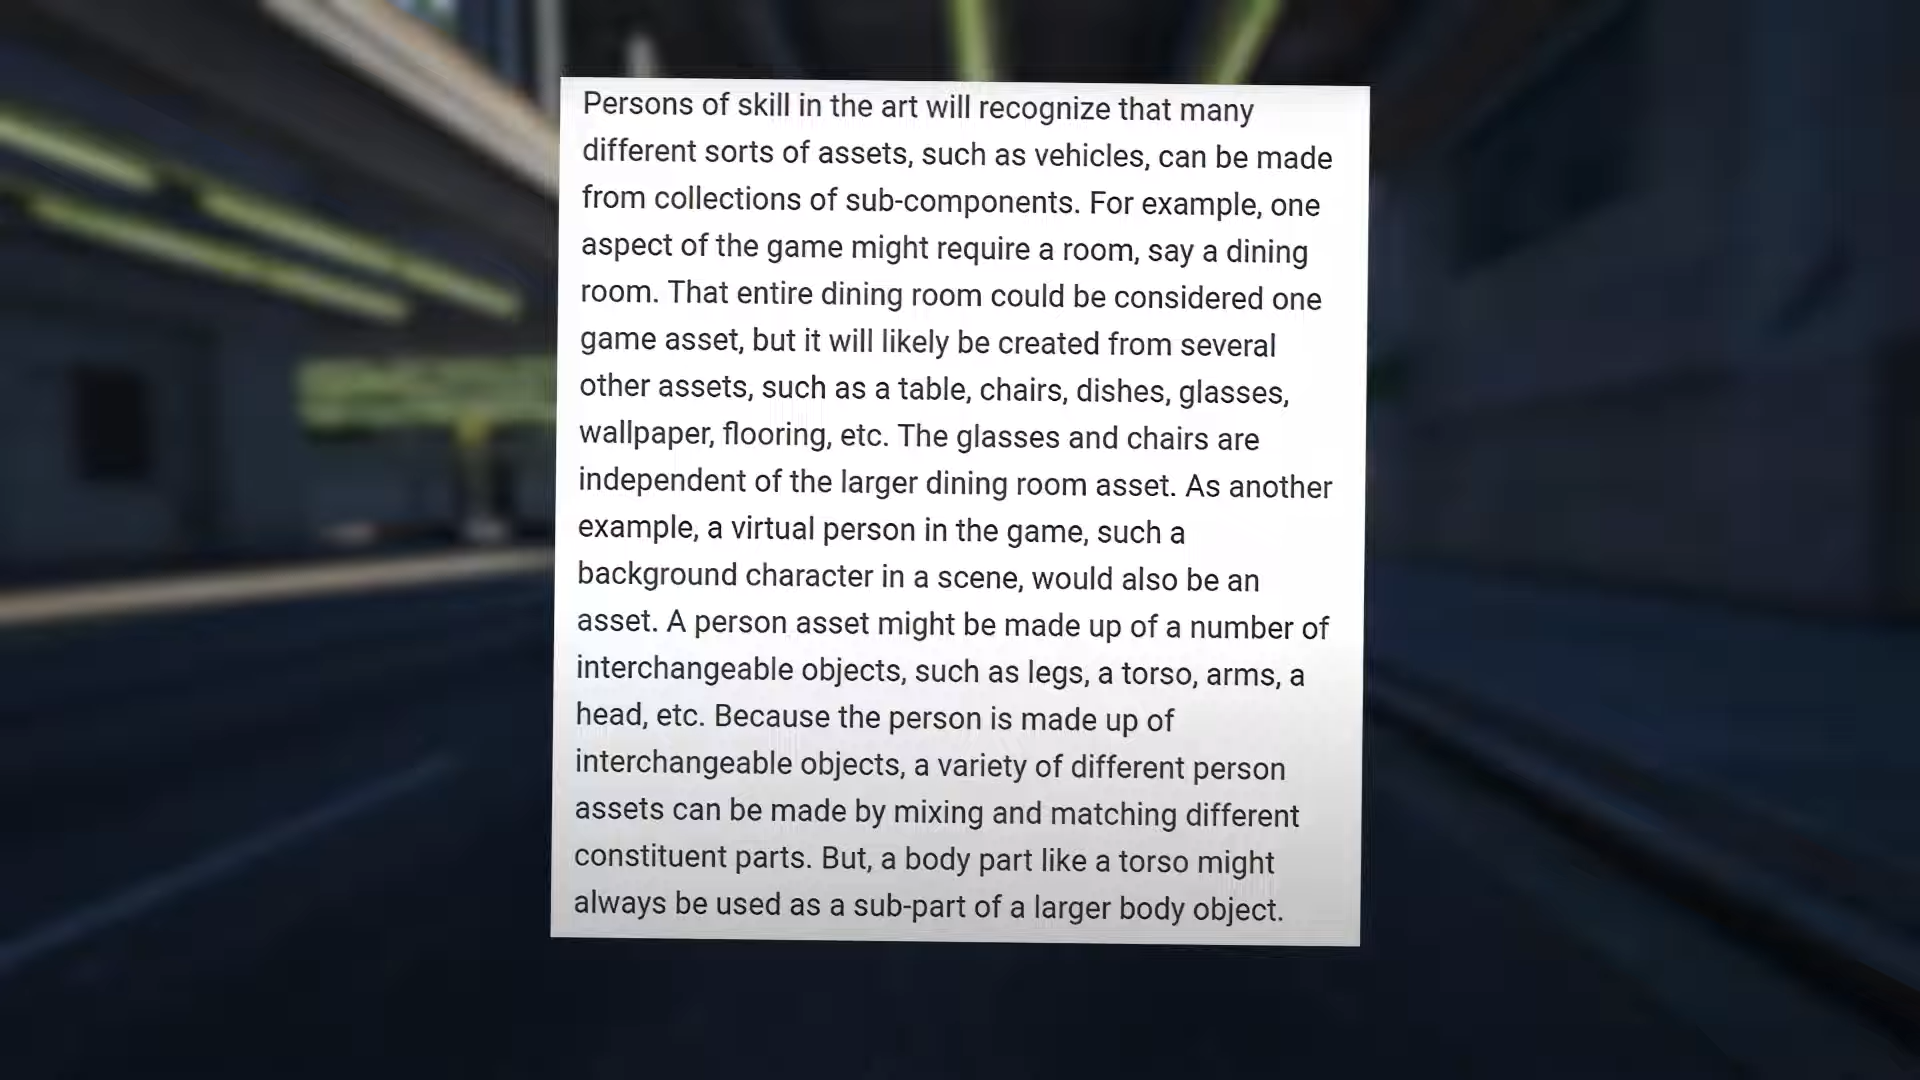 Persons of skill in the art will recognize that many
different sorts of assets, such as vehicles, can be made
from collections of sub-components. For example, one
aspect of the game might require a room, say a dining
room. That entire dining room could be considered one
game asset, but it will likely be created from several
other assets, such as a table, chairs, dishes, glasses,
wallpaper, flooring, etc. The glasses and chairs are
independent of the larger dining room asset. As another
example, a virtual person in the game, such a
background character in a scene, would also be an
asset. A person asset might be made up of a number of
interchangeable objects, such as legs, a torso, arms, a
head, etc. Because the person is made up of
interchangeable objects, a variety of different person
assets can be made by mixing and matching different
constituent parts. But, a body part like a torso might
always be used as a sub-part of a larger body object.